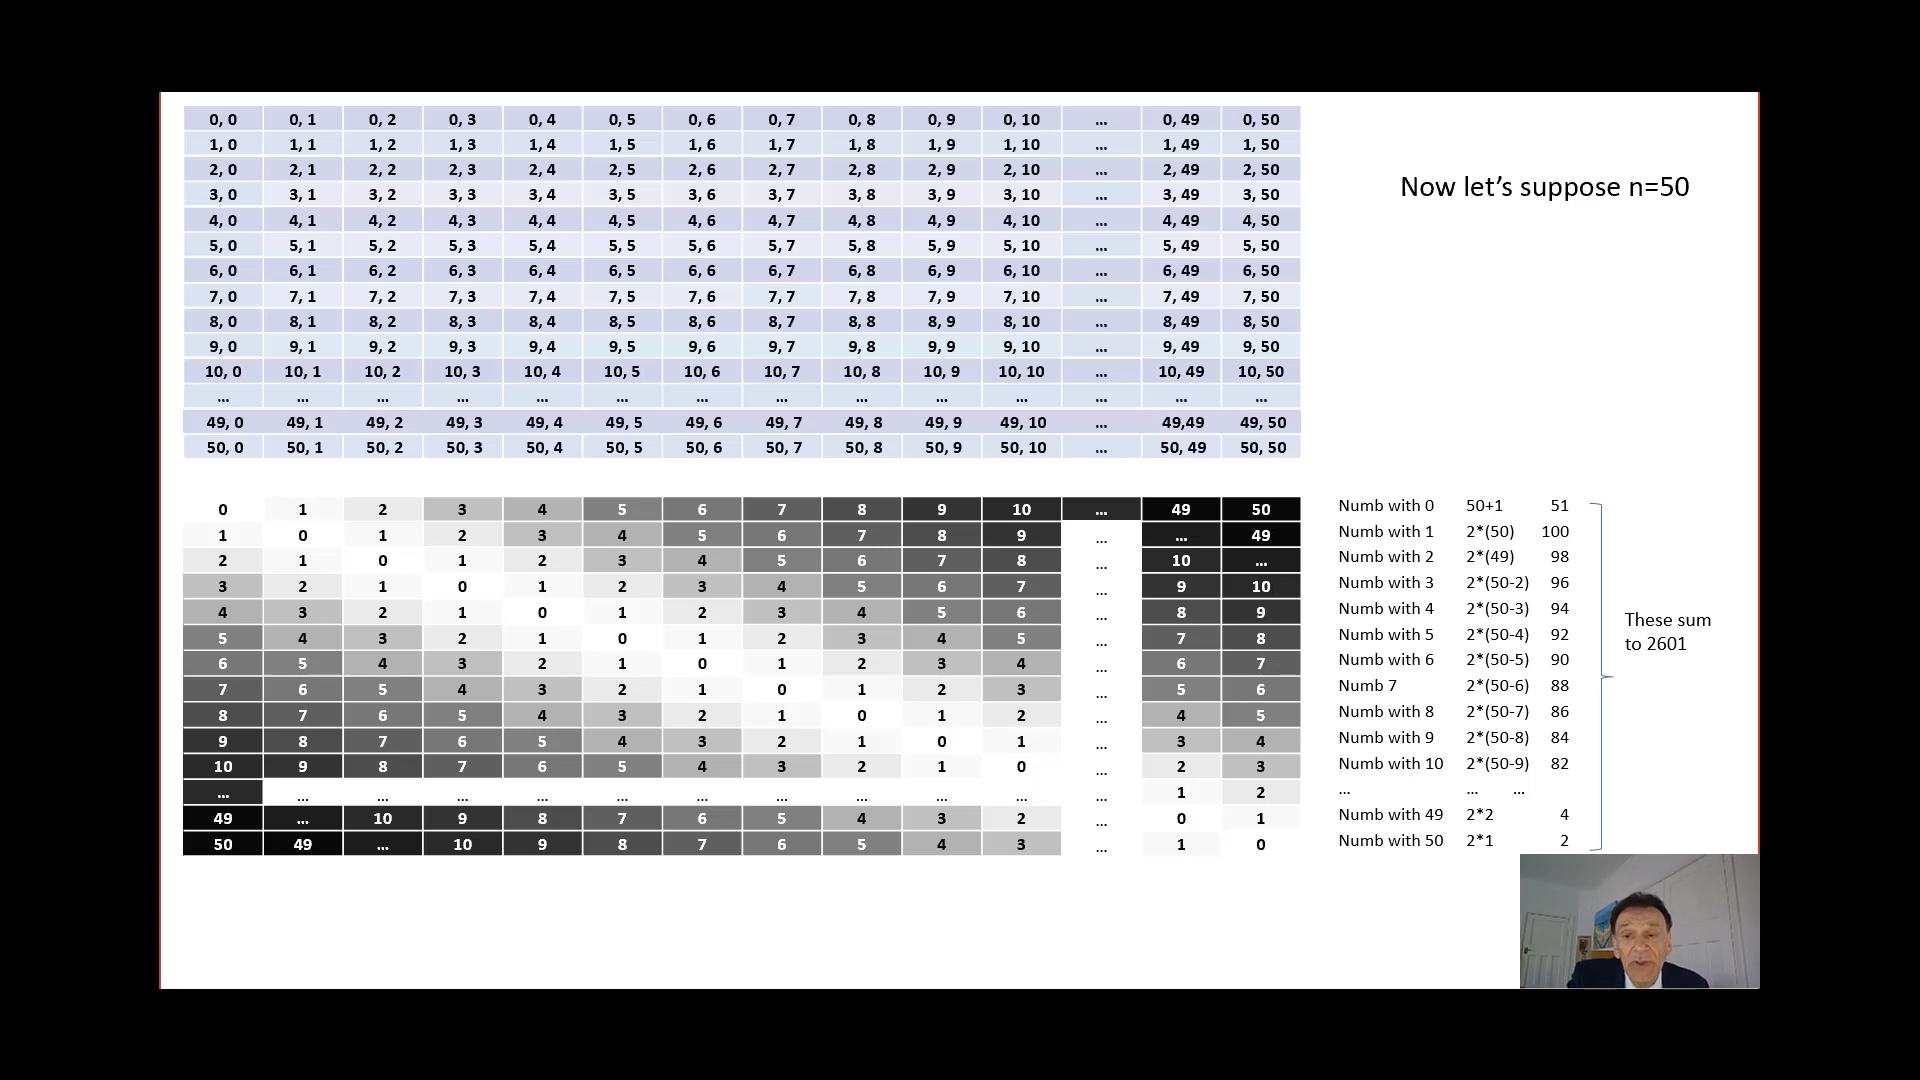 0, 0 0, 1 0, 2 0, 3 0, 4 0, 5 0, 6 0, 7 0, 8 0, 9 0, 10 ... 0, 49 0, 50
1, 0 1, 1 1, 2 1, 3 1, 4 1, 5 1, 6 1, 7 1, 8 1, 9 1, 10 ... 1, 49 1, 50
2, 0 2, 1 2, 2 2, 3 2, 4 2, 5 2, 6 2, 7 2, 8 2, 9 2, 10 ... 2, 49 2, 50
3, 0 3, 1 3, 2 3, 3 3, 4 3, 5 3, 6 3, 7 3, 8 3, 9 3, 10 ... 3, 49 3, 50
4, 0 4, 1 4, 2 4, 3 4, 4 4, 5 4, 6 4, 7 4, 8 4, 9 4, 10 ... 4, 49 4, 50
5, 0 5, 1 5, 2 5, 3 5, 4 5, 5 5, 6 5, 7 5, 8 5, 9 5, 10 ... 5, 49 5, 50
6, 0 6, 1 6, 2 6, 3 6, 4 6, 5 6, 6 6, 7 6, 8 6, 9 6, 10 ... 6, 49 6, 50
7, 0 7, 1 7, 2 7, 3 7, 4 7, 5 7, 6 7, 7 7, 8 7, 9 7, 10 ... 7, 49 7, 50
8, 0 8, 1 8, 2 8, 3 8, 4 8, 5 8, 6 8, 7 8, 8 8, 9 8, 10 ... 8, 49 8, 50
9, 0 9, 1 9, 2 9, 3 9, 4 9, 5 9, 6 9, 7 9, 8 9, 9 9, 10 ... 9, 49 9, 50
10, 0 10, 1 10, 2 10, 3 10, 4 10, 5 10, 6 10, 7 10, 8 10, 9 10, 10 ... 10, 49 10, 50
... ... ... ... ... ... ... ... ... ... ... ... ... ...
49, 0 49, 1 49, 2 49, 3 49, 4 49, 5 49, 6 49, 7 49, 8 49, 9 49, 10 ... 49,49 49, 50
50, 0 50, 1 50, 2 50, 3 50, 4 50, 5 50, 6 50, 7 50, 8 50, 9 50, 10 ... 50, 49 50, 50
Now let’s suppose n=50
0 1 2 3 4 5 6 7 8 9 10 ... 49 50
1 0 1 2 3 4 5 6 7 8 9 ... ... 49
2 1 0 1 2 3 4 5 6 7 8 ... 10 ...
3 2 1 0 1 2 3 4 5 6 7 ... 9 10
4 3 2 1 0 1 2 3 4 5 6 ... 8 9
5 4 3 2 1 0 1 2 3 4 5 ... 7 8
6 5 4 3 2 1 0 1 2 3 4 ... 6 7
7 6 5 4 3 2 1 0 1 2 3 ... 5 6
8 7 6 5 4 3 2 1 0 1 2 ... 4 5
9 8 7 6 5 4 3 2 1 0 1 ... 3 4
10 9 8 7 6 5 4 3 2 1 0 ... 2 3
... ... ... ... ... ... ... ... ... ... ... ... 1 2
49 ... 10 9 8 7 6 5 4 3 2 ... 0 1
50 49 ... 10 9 8 7 6 5 4 3 ... 1 0
Numb with 0 50+1 51
Numb with 1 2*(50) 100
Numb with 2 2*(49) 98
Numb with 3 2*(50-2) 96
Numb with 4 2*(50-3) 94
Numb with 5 2*(50-4) 92
Numb with 6 2*(50-5) 90
Numb 7 2*(50-6) 88
Numb with 8 2*(50-7) 86
Numb with 9 2*(50-8) 84
Numb with 10 2*(50-9) 82
... ... ...
Numb with 49 2*2 4
Numb with 50 2*1 2
These sum
to 2601